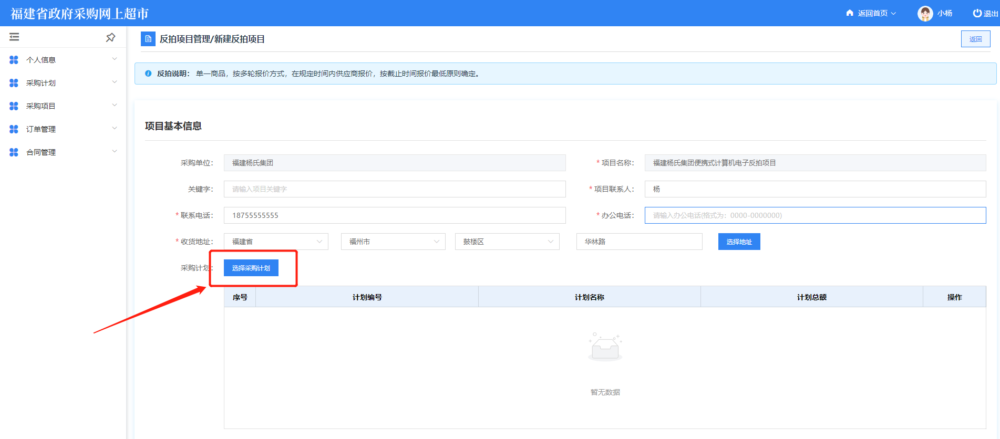 福建省政府采购网上超市
返回首页
小杨
退出
个人信息
采购计划
采购项目
订单管理
合同管理
反拍项目管理/新建反拍项目
返回
反拍说明: 单一商品，按多轮报价方式，在规定时间内供应商报价，按截止时间报价最低原则确定。
项目基本信息
采购单位: 福建杨氏集团
* 项目名称: 福建杨氏集团便携式计算机电子反拍项目
关键字: 请输入项目关键字
* 项目联系人: 杨
* 联系电话: 18755555555
* 办公电话: 请输入办公电话(格式为：0000-0000000)
* 收货地址: 福建省 福州市 鼓楼区 华林路 选择地址
采购计划: 选择采购计划
序号 计划编号 计划名称 计划总额 操作
暂无数据